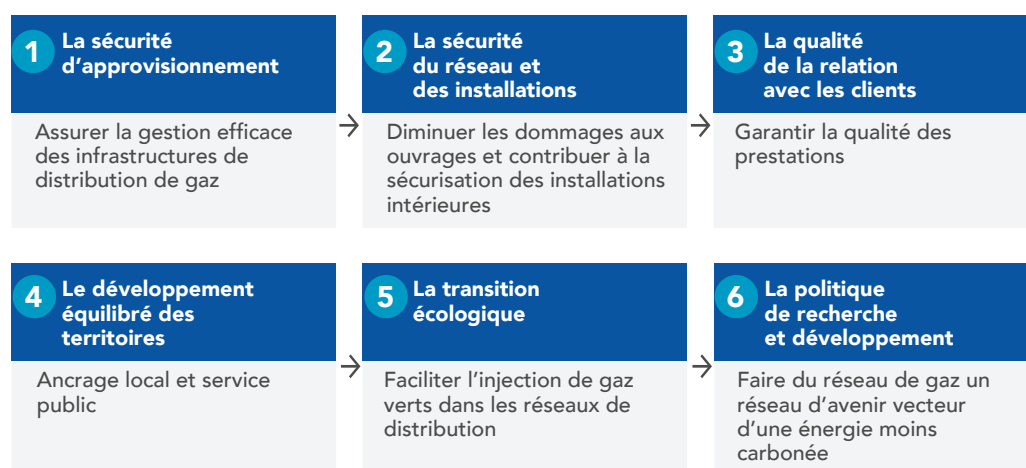 1
La sécurité
d'approvisionnement
Assurer la gestion efficace
des infrastructures de
distribution de gaz
→
2
La sécurité
du réseau et
des installations
Diminuer les dommages aux
ouvrages et contribuer à la
sécurisation des installations
intérieures
→
3
La qualité
de la relation
avec les clients
Garantir la qualité des
prestations
4
Le développement
équilibré des
territoires
Ancrage local et service
public
→
5
La transition
écologique
Faciliter l'injection de gaz
verts dans les réseaux de
distribution
→
6
La politique
de recherche
et développement
Faire du réseau de gaz un
réseau d'avenir vecteur
d'une énergie moins
carbonée